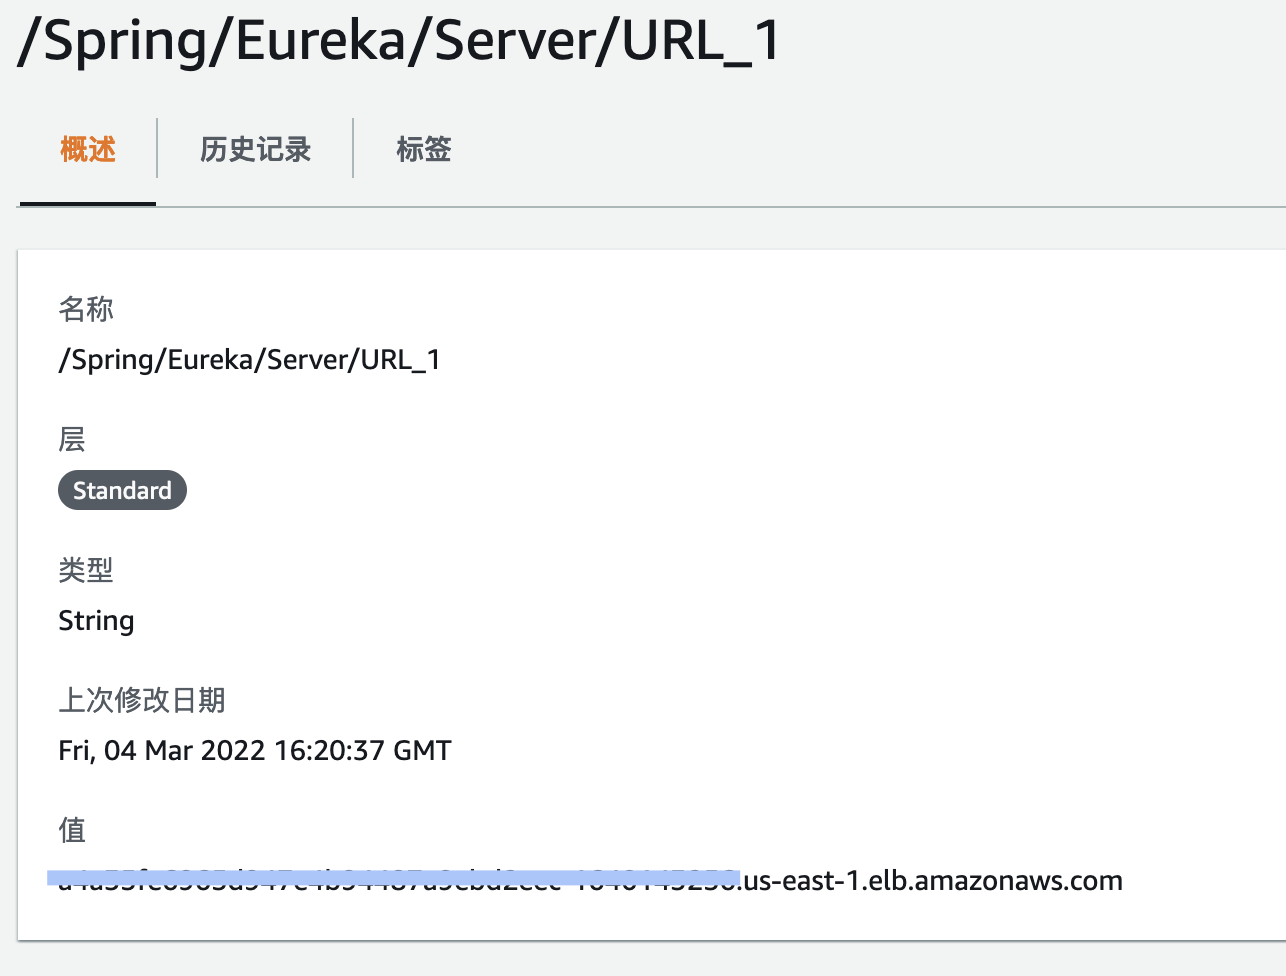 /Spring/Eureka/Server/URL_1
概述 历史记录 标签
名称
/Spring/Eureka/Server/URL_1
层
Standard
类型
String
上次修改日期
Fri, 04 Mar 2022 16:20:37 GMT
值
.us-east-1.elb.amazonaws.com